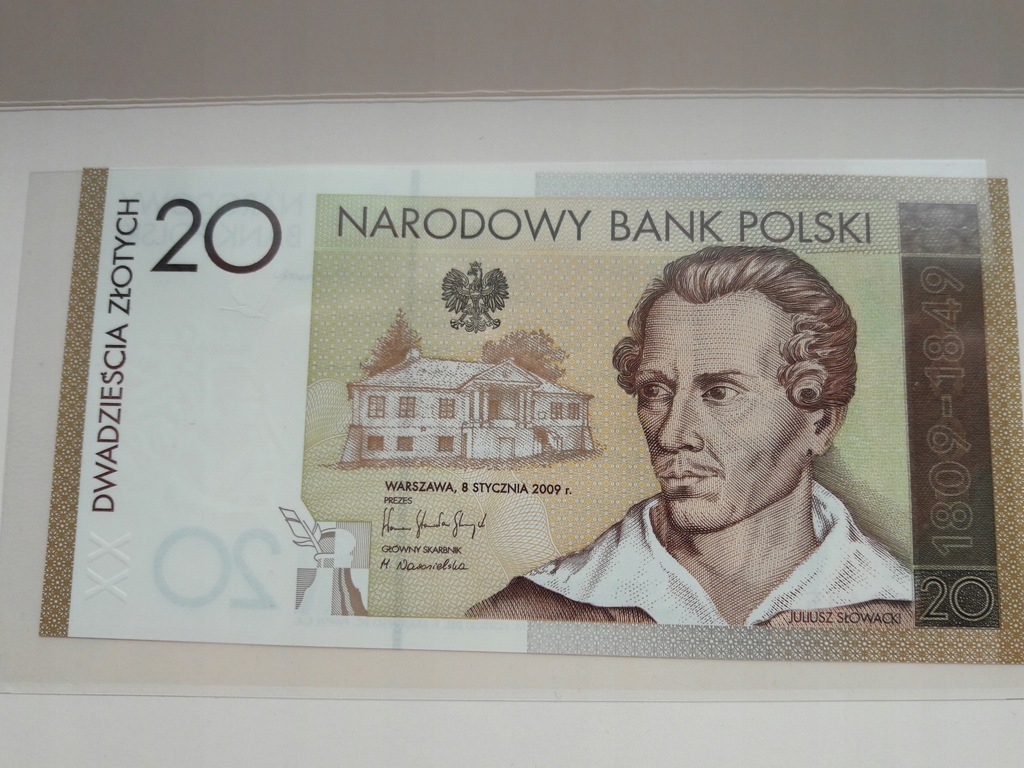 DWADZIEŚCIA ZŁOTYCH
20
NARODOWY BANK POLSKI
WARSZAWA, 8 STYCZNIA 2009 r.
PREZES
GŁÓWNY SKARBNIK
XX
20
JULIUSZ SŁOWACKI
1809-1849
20